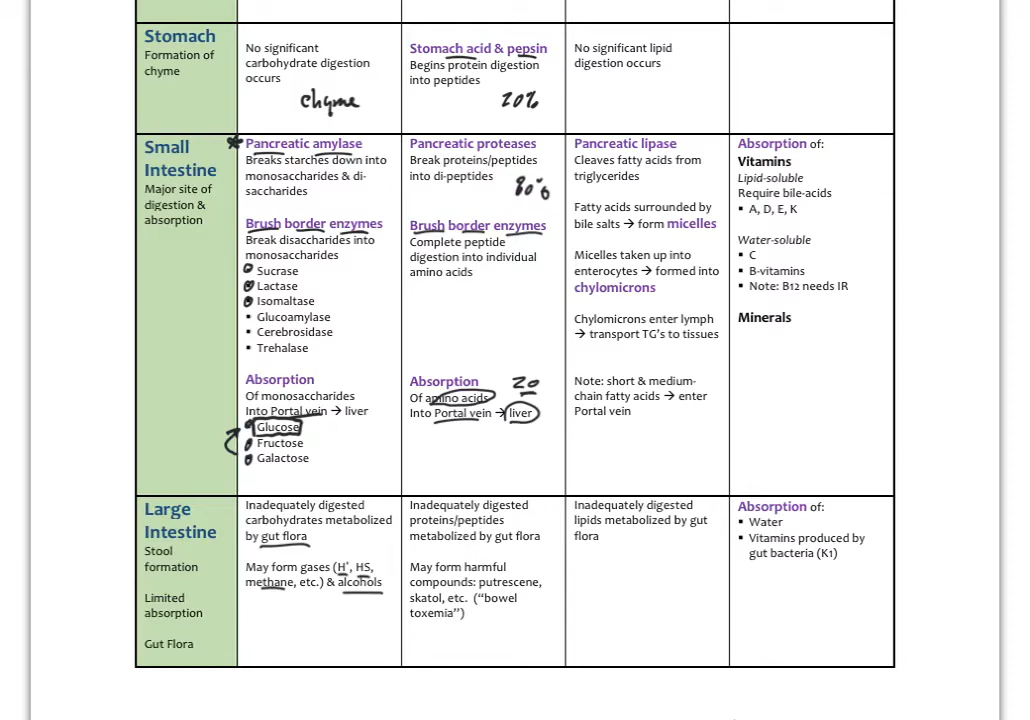 Stomach
Formation of
chyme
No significant
carbohydrate digestion
occurs
chyme
Stomach acid & pepsin
Begins protein digestion
into peptides
20%
No significant lipid
digestion occurs
Small
Intestine
Major site of
digestion &
absorption
Pancreatic amylase
Breaks starches down into
monosaccharides & di-
saccharides
Brush border enzymes
Break disaccharides into
monosaccharides
Sucrase
Lactase
Isomaltase
▪ Glucoamylase
▪ Cerebrosidase
▪ Trehalase
Absorption
Of monosaccharides
Into Portal vein → liver
Glucose
Fructose
Galactose
Pancreatic proteases
Break proteins/peptides
into di-peptides
80%
Brush border enzymes
Complete peptide
digestion into individual
amino acids
Absorption
20
Of amino acids
Into Portal vein → liver
Pancreatic lipase
Cleaves fatty acids from
triglycerides
Fatty acids surrounded by
bile salts → form micelles
Micelles taken up into
enterocytes → formed into
chylomicrons
Chylomicrons enter lymph
→ transport TG's to tissues
Note: short & medium-
chain fatty acids → enter
Portal vein
Absorption of:
Vitamins
Lipid-soluble
Require bile-acids
▪ A, D, E, K
Water-soluble
▪ C
▪ B-vitamins
▪ Note: B12 needs IR
Minerals
Large
Intestine
Stool
formation
Limited
absorption
Gut Flora
Inadequately digested
carbohydrates metabolized
by gut flora
May form gases (H⁺, HS,
methane, etc.) & alcohols
Inadequately digested
proteins/peptides
metabolized by gut flora
May form harmful
compounds: putrescene,
skatol, etc. ("bowel
toxemia")
Inadequately digested
lipids metabolized by gut
flora
Absorption of:
▪ Water
▪ Vitamins produced by
gut bacteria (K1)